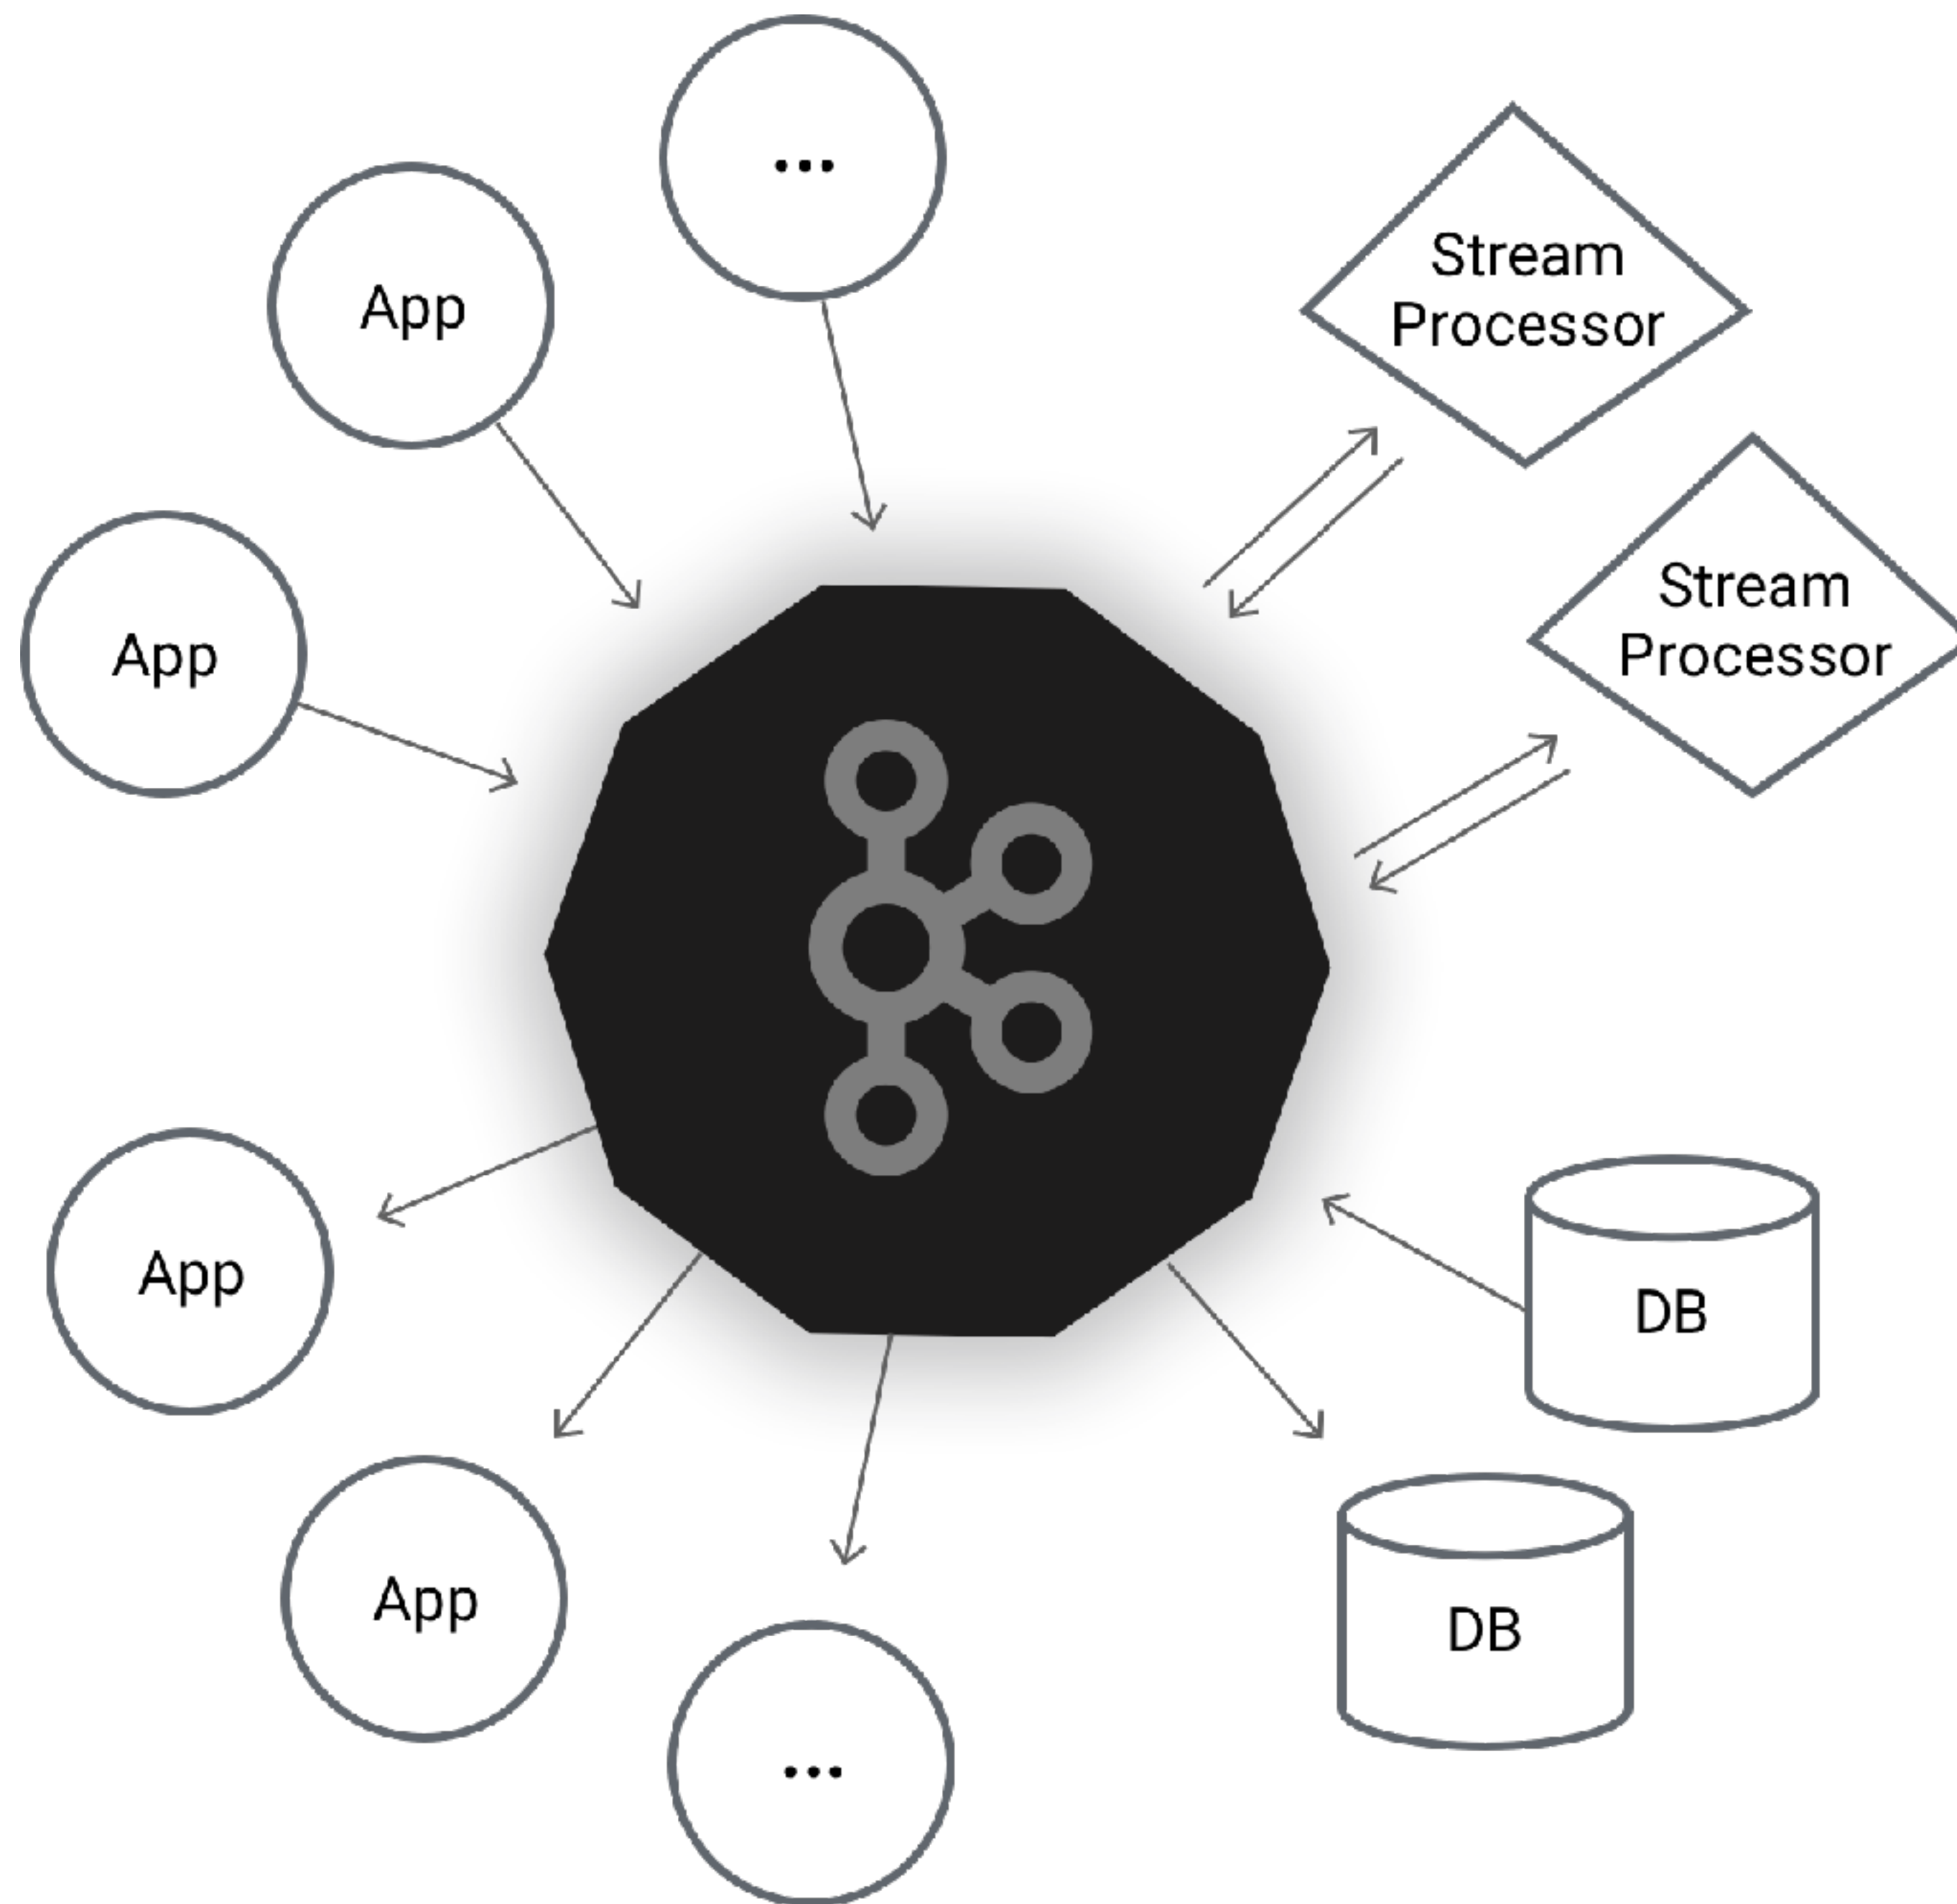 ...
App
Stream
Processor
App
Stream
Processor
App
DB
App
DB
...